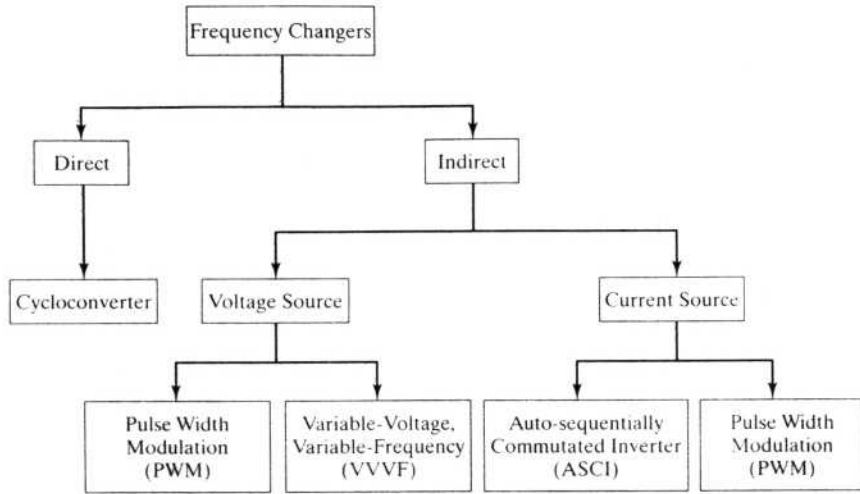 Frequency Changers
Direct
Indirect
Cycloconverter
Voltage Source
Current Source
Pulse Width
Modulation
(PWM)
Variable-Voltage,
Variable-Frequency
(VVVF)
Auto-sequentially
Commutated Inverter
(ASCI)
Pulse Width
Modulation
(PWM)